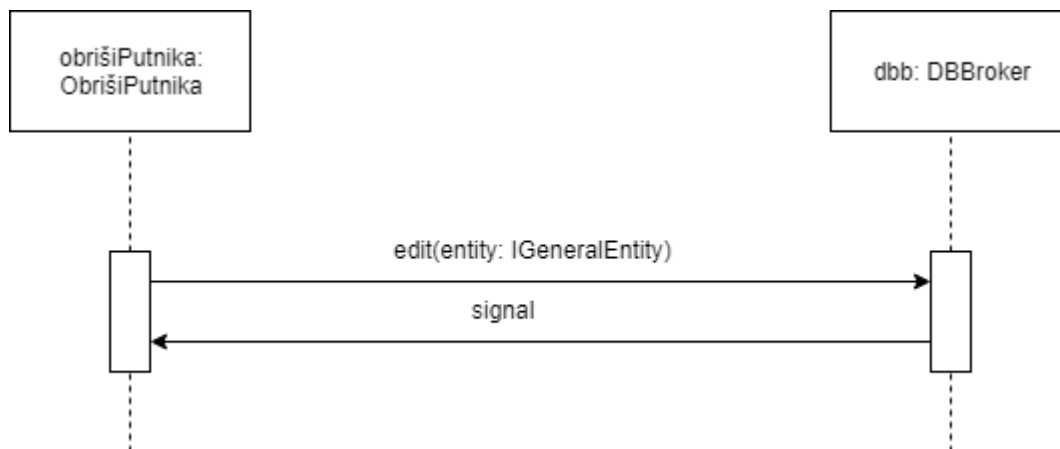 obrišiPutnika:
ObrišiPutnika
dbb: DBBroker
edit(entity: IGeneralEntity)
signal